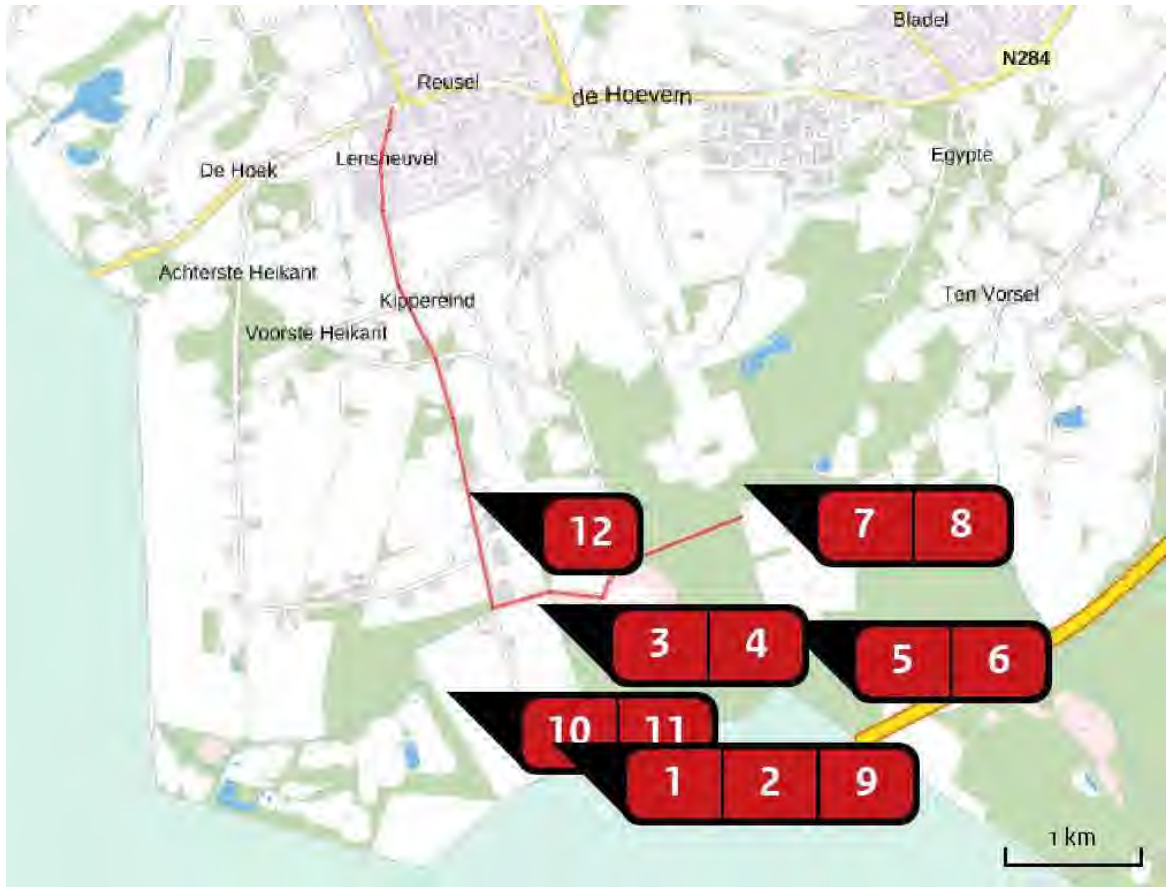 Bladel
N284
Reusel
de Hoevern
Lensheuvel
De Hoek
Egypte
Achterste Heikant
Kippereind
Ten Vorsel
Voorste Heikant
12
7 8
3 4
5 6
10 11
1 2 9
1 km